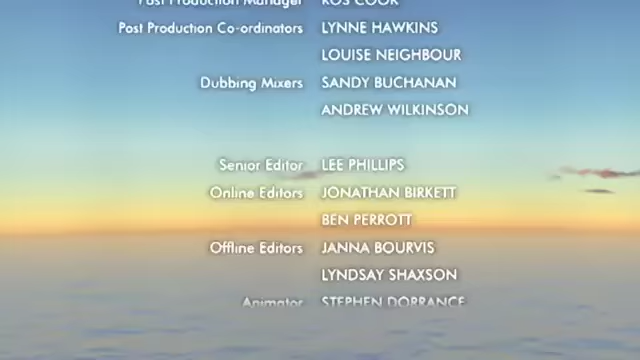 Post Production Manager ROS COOK
Post Production Co-ordinators LYNNE HAWKINS
LOUISE NEIGHBOUR
Dubbing Mixers SANDY BUCHANAN
ANDREW WILKINSON
Senior Editor LEE PHILLIPS
Online Editors JONATHAN BIRKETT
BEN PERROTT
Offline Editors JANNA BOURVIS
LYNDSAY SHAXSON
Animator STEPHEN DORRANCE